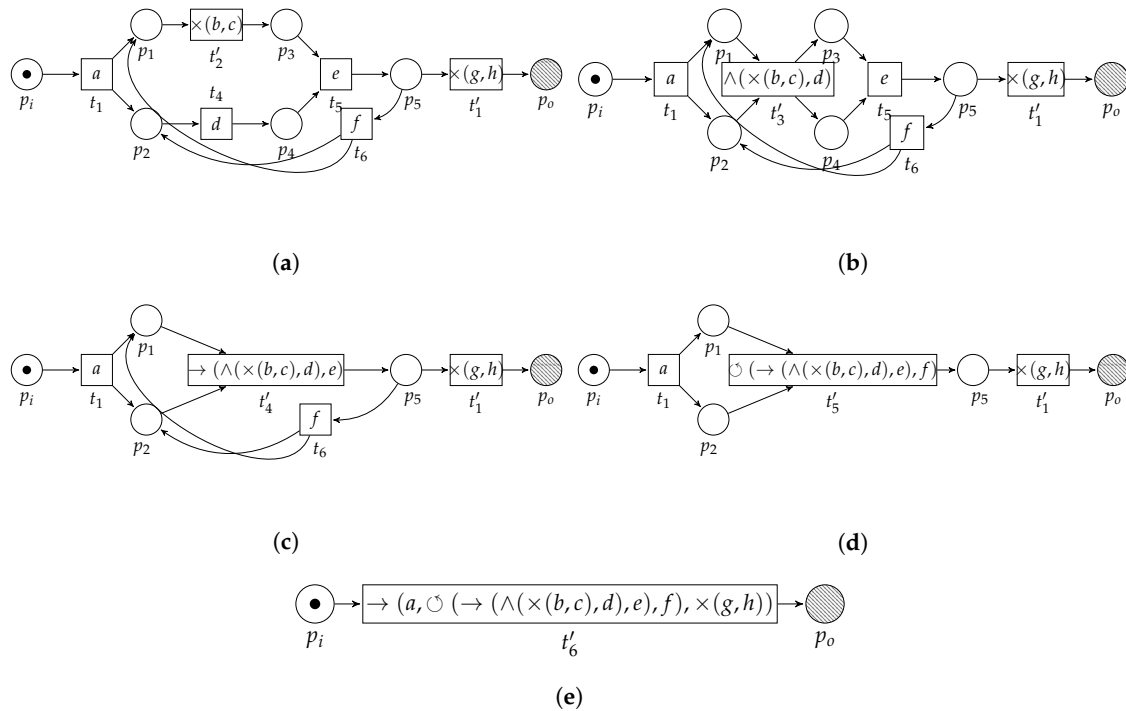 p₁ ×(b, c) p₃
t′₂
pᵢ a t₁ t₄ e t₅ p₅ ×(g, h) t′₁ pₒ
p₂ d p₄ f t₆
(a)
p₁ p₃
pᵢ a t₁ ∧(×(b, c), d) t′₃ e t₅ p₅ ×(g, h) t′₁ pₒ
p₂ p₄ f t₆
(b)
p₁
pᵢ a t₁ → (∧(×(b, c), d), e) t′₄ p₅ ×(g, h) t′₁ pₒ
p₂ f t₆
(c)
p₁
pᵢ a t₁ ↺ (→ (∧(×(b, c), d), e), f) t′₅ p₅ ×(g, h) t′₁ pₒ
p₂
(d)
→ (a, ↺ (→ (∧(×(b, c), d), e), f), ×(g, h))
pᵢ t′₆ pₒ
(e)